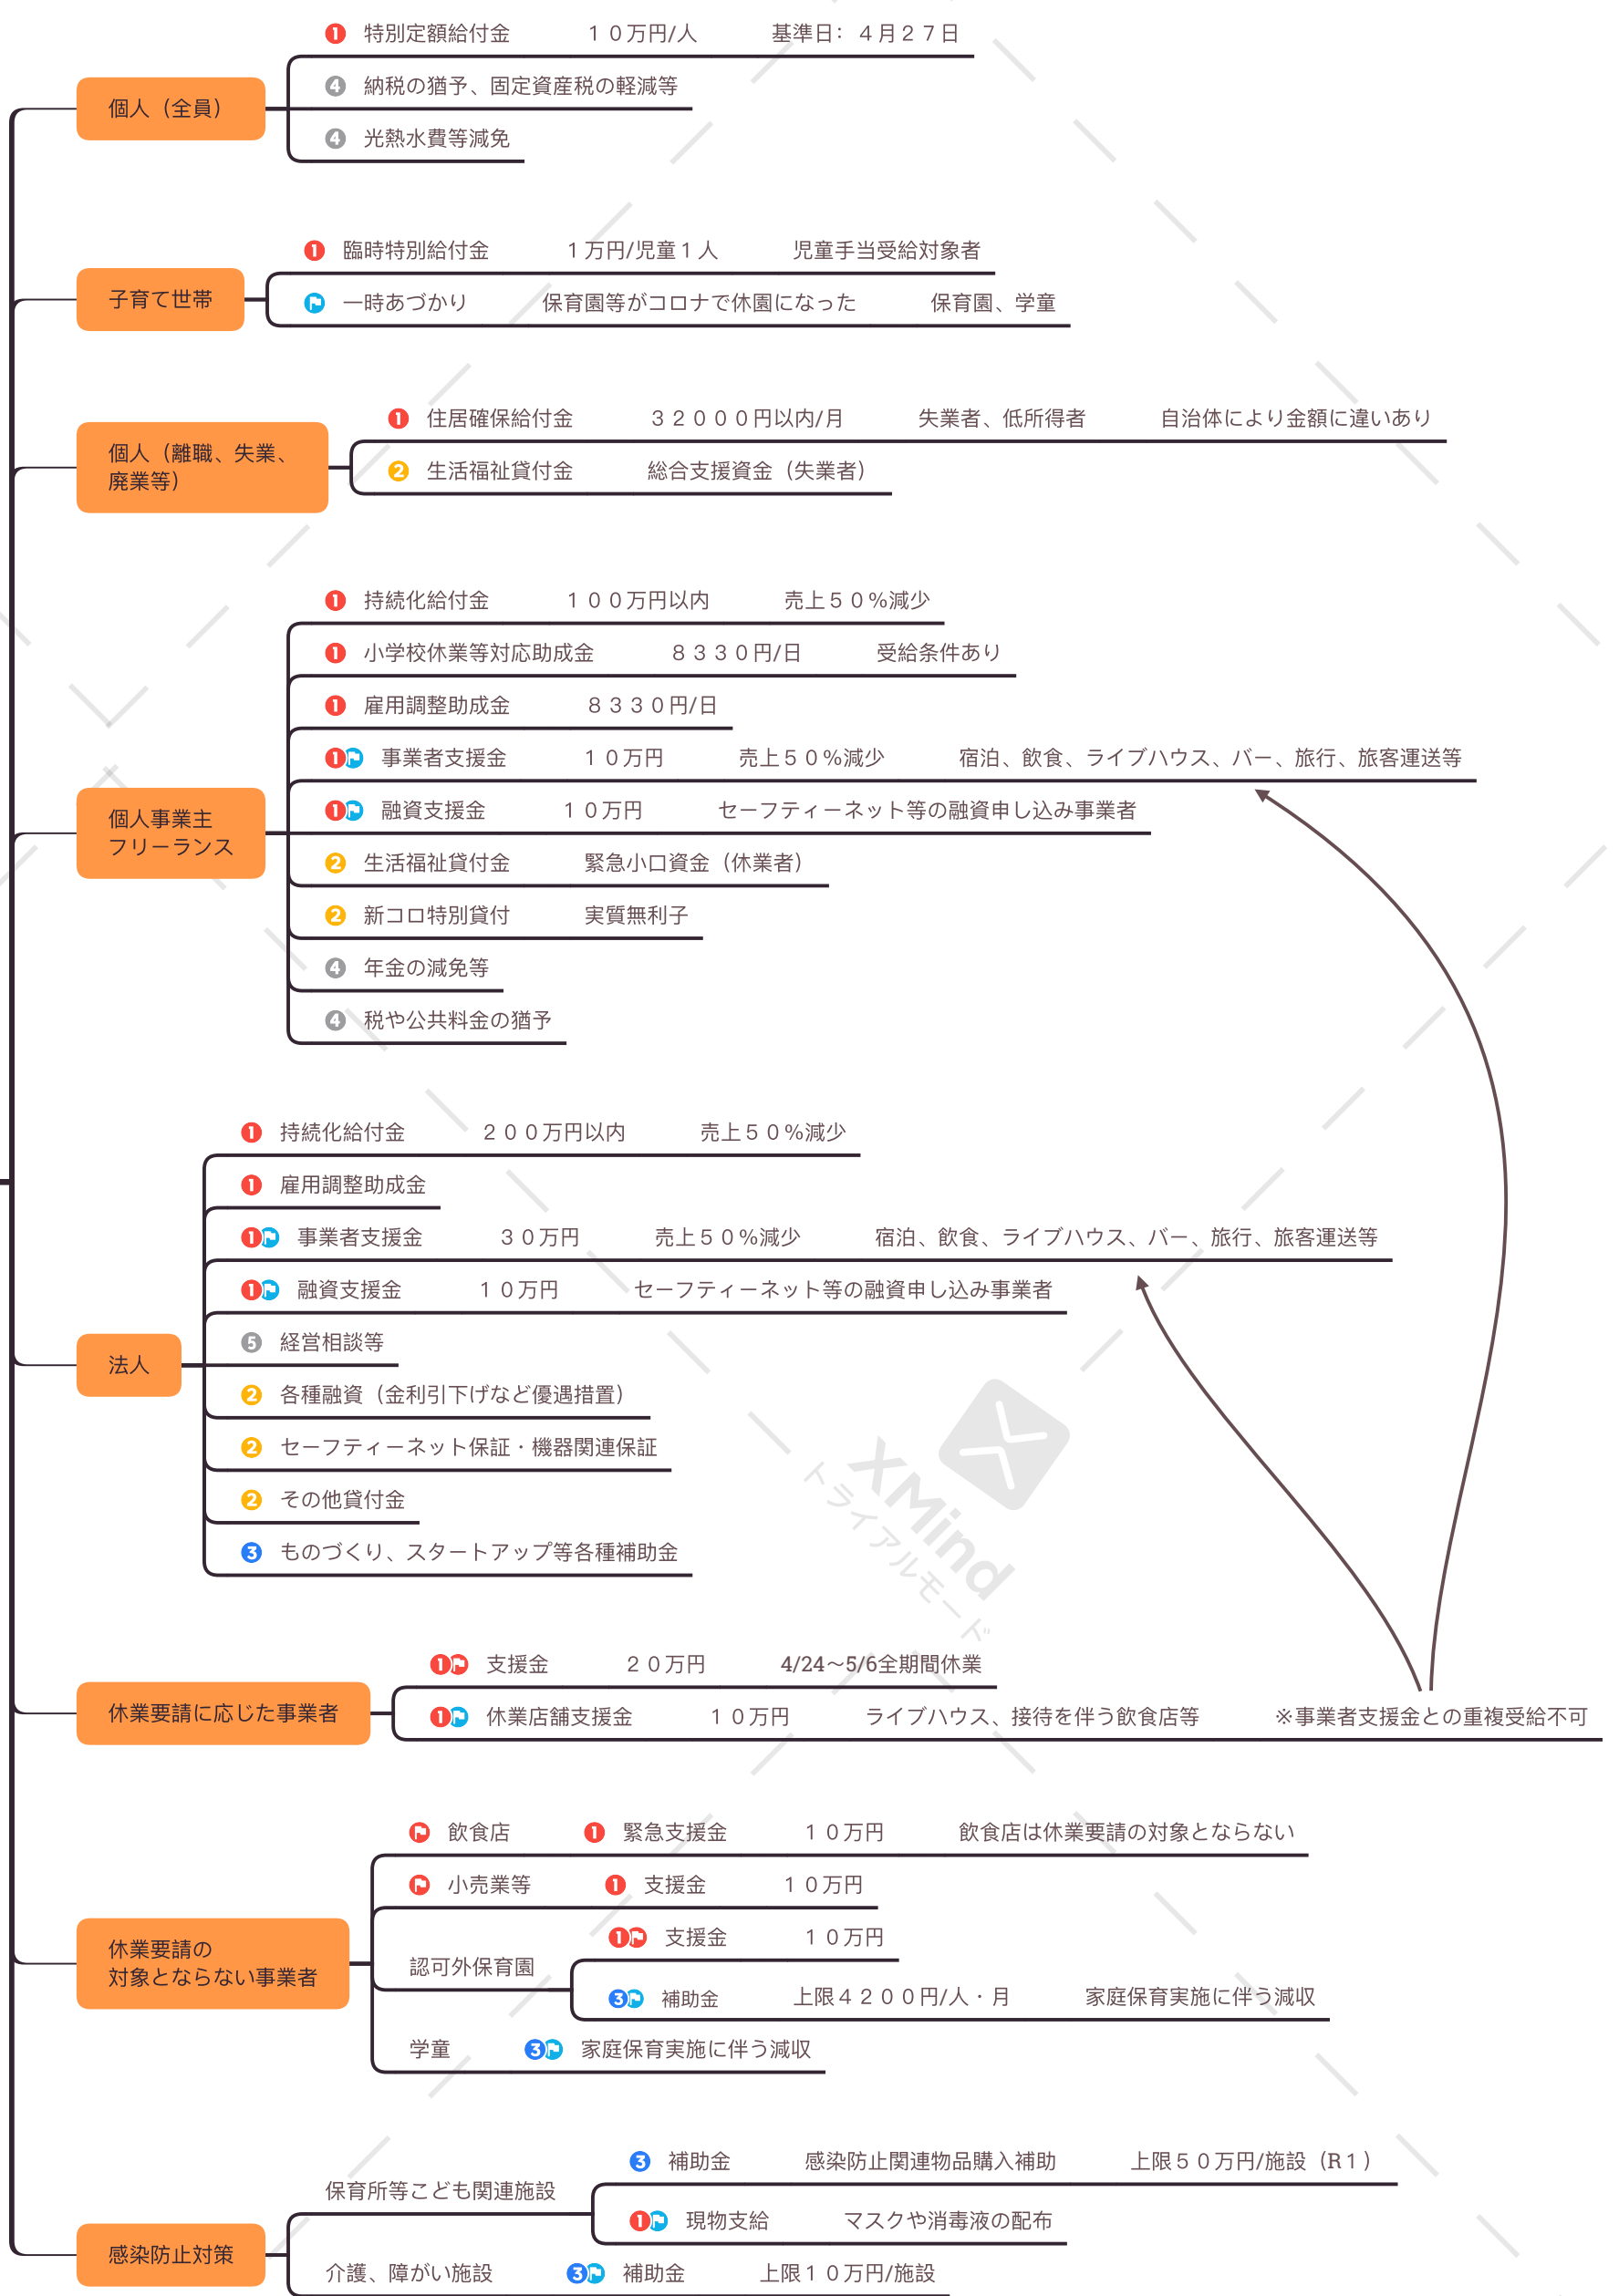 ❶ 特別定額給付金 １０万円/人 基準日：４月２７日
個人（全員）
❹ 納税の猶予、固定資産税の軽減等
❹ 光熱水費等減免
❶ 臨時特別給付金 １万円/児童１人 児童手当受給対象者
子育て世帯
一時あづかり 保育園等がコロナで休園になった 保育園、学童
❶ 住居確保給付金 ３２０００円以内/月 失業者、低所得者 自治体により金額に違いあり
個人（離職、失業、
廃業等）
❷ 生活福祉貸付金 総合支援資金（失業者）
❶ 持続化給付金 １００万円以内 売上５０％減少
❶ 小学校休業等対応助成金 ８３３０円/日 受給条件あり
❶ 雇用調整助成金 ８３３０円/日
❶ 事業者支援金 １０万円 売上５０％減少 宿泊、飲食、ライブハウス、バー、旅行、旅客運送等
❶ 融資支援金 １０万円 セーフティーネット等の融資申し込み事業者
個人事業主
フリーランス
❷ 生活福祉貸付金 緊急小口資金（休業者）
❷ 新コロ特別貸付 実質無利子
❹ 年金の減免等
❹ 税や公共料金の猶予
❶ 持続化給付金 ２００万円以内 売上５０％減少
❶ 雇用調整助成金
❶ 事業者支援金 ３０万円 売上５０％減少 宿泊、飲食、ライブハウス、バー、旅行、旅客運送等
❶ 融資支援金 １０万円 セーフティーネット等の融資申し込み事業者
❺ 経営相談等
法人
❷ 各種融資（金利引下げなど優遇措置）
❷ セーフティーネット保証・機器関連保証
❷ その他貸付金
❸ ものづくり、スタートアップ等各種補助金
XMind
トライアルモード
❶ 支援金 ２０万円 4/24〜5/6全期間休業
休業要請に応じた事業者
❶ 休業店舗支援金 １０万円 ライブハウス、接待を伴う飲食店等 ※事業者支援金との重複受給不可
飲食店 ❶ 緊急支援金 １０万円 飲食店は休業要請の対象とならない
小売業等 ❶ 支援金 １０万円
休業要請の
対象とならない事業者
認可外保育園
❶ 支援金 １０万円
❸ 補助金 上限４２００円/人・月 家庭保育実施に伴う減収
学童 ❸ 家庭保育実施に伴う減収
感染防止対策
保育所等こども関連施設
❸ 補助金 感染防止関連物品購入補助 上限５０万円/施設（R１）
❶ 現物支給 マスクや消毒液の配布
介護、障がい施設 ❸ 補助金 上限１０万円/施設